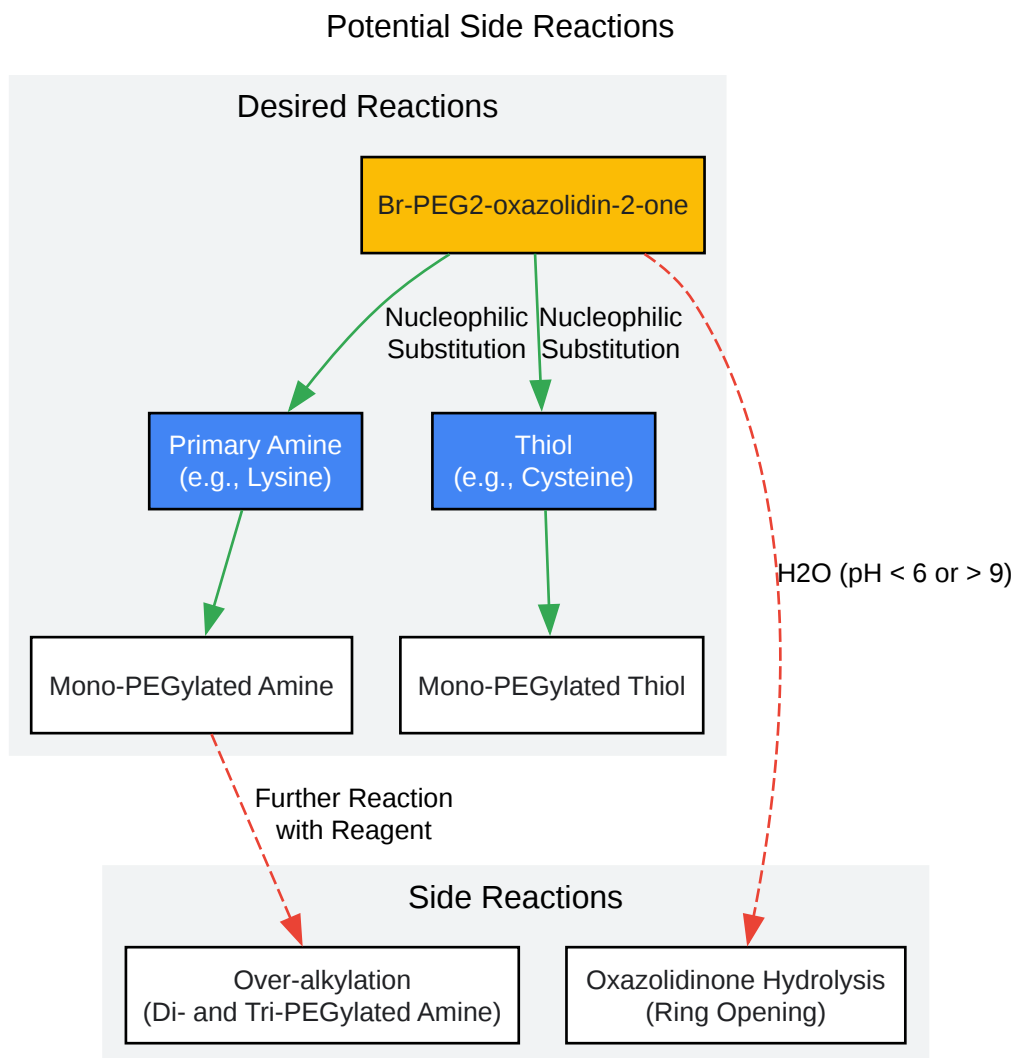 Potential Side Reactions
Desired Reactions
Br-PEG2-oxazolidin-2-one
Nucleophilic
Substitution
Nucleophilic
Substitution
Primary Amine
(e.g., Lysine)
Thiol
(e.g., Cysteine)
H2O (pH < 6 or > 9)
Mono-PEGylated Amine
Mono-PEGylated Thiol
Further Reaction
with Reagent
Side Reactions
Over-alkylation
(Di- and Tri-PEGylated Amine)
Oxazolidinone Hydrolysis
(Ring Opening)